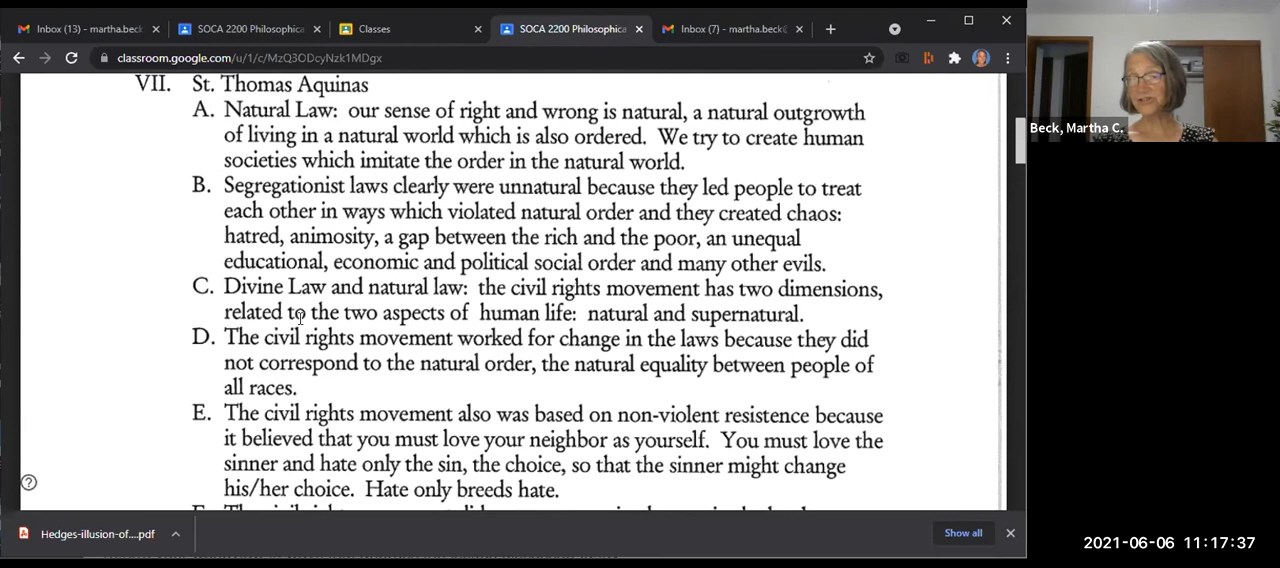 Inbox (13) - martha.beck
SOCA 2200 Philosophica
Classes
SOCA 2200 Philosophica
Inbox (7) - martha.beck@
classroom.google.com/u/1/c/MzQ3ODcyNzk1MDgx
VII. St. Thomas Aquinas
A. Natural Law: our sense of right and wrong is natural, a natural outgrowth
of living in a natural world which is also ordered. We try to create human
societies which imitate the order in the natural world.
B. Segregationist laws clearly were unnatural because they led people to treat
each other in ways which violated natural order and they created chaos:
hatred, animosity, a gap between the rich and the poor, an unequal
educational, economic and political social order and many other evils.
C. Divine Law and natural law: the civil rights movement has two dimensions,
related to the two aspects of human life: natural and supernatural.
D. The civil rights movement worked for change in the laws because they did
not correspond to the natural order, the natural equality between people of
all races.
E. The civil rights movement also was based on non-violent resistence because
it believed that you must love your neighbor as yourself. You must love the
sinner and hate only the sin, the choice, so that the sinner might change
his/her choice. Hate only breeds hate.
Hedges-illusion-of....pdf
Show all
Beck, Martha C.
2021-06-06 11:17:37